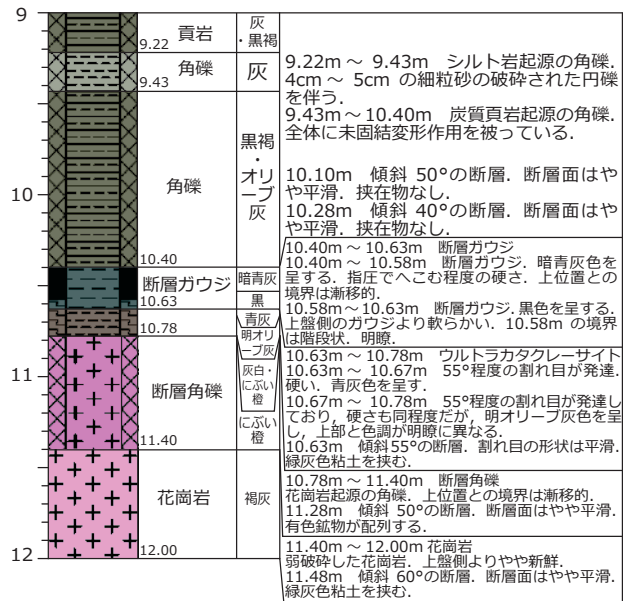 9
10
11
12
9.22
9.43
10.40
10.63
10.78
11.40
12.00
頁岩
角礫
角礫
断層ガウジ
断層角礫
花崗岩
灰
・黒褐
灰
黒褐
・
オリ
ーブ
灰
暗青灰
黒
青灰
明オリ
ーブ灰
灰白・
にぶい
橙
にぶい
橙
褐灰
9.22m ～ 9.43m シルト岩起源の角礫.
4cm ～ 5cm の細粒砂の破砕された円礫
を伴う.
9.43m～10.40m 炭質頁岩起源の角礫.
全体に未固結変形作用を被っている.
10.10m 傾斜 50°の断層. 断層面はや
や平滑. 挟在物なし.
10.28m 傾斜 40°の断層. 断層面はや
や平滑. 挟在物なし.
10.40m～10.63m 断層ガウジ
10.40m～10.58m 断層ガウジ. 暗青灰色を
呈する. 指圧でへこむ程度の硬さ. 上位置との
境界は漸移的.
10.58m～10.63m 断層ガウジ. 黒色を呈する.
上盤側のガウジより軟らかい. 10.58m の境界
は階段状. 明瞭.
10.63m～10.78m ウルトラカタクレーサイト
10.63m～10.67m 55°程度の割れ目が発達.
硬い. 青灰色を呈す.
10.67m～10.78m 55°程度の割れ目が発達し
ており, 硬さも同程度だが, 明オリーブ灰色を呈
し, 上部と色調が明瞭に異なる.
10.63m 傾斜55°の断層. 割れ目の形状は平滑.
緑灰色粘土を挟む.
10.78m～11.40m 断層角礫
花崗岩起源の角礫. 上位置との境界は漸移的.
11.28m 傾斜 50°の断層. 断層面はやや平滑.
有色鉱物が配列する.
11.40m～12.00m 花崗岩
弱破砕した花崗岩. 上盤側よりやや新鮮.
11.48m 傾斜 60°の断層. 断層面はやや平滑.
緑灰色粘土を挟む.